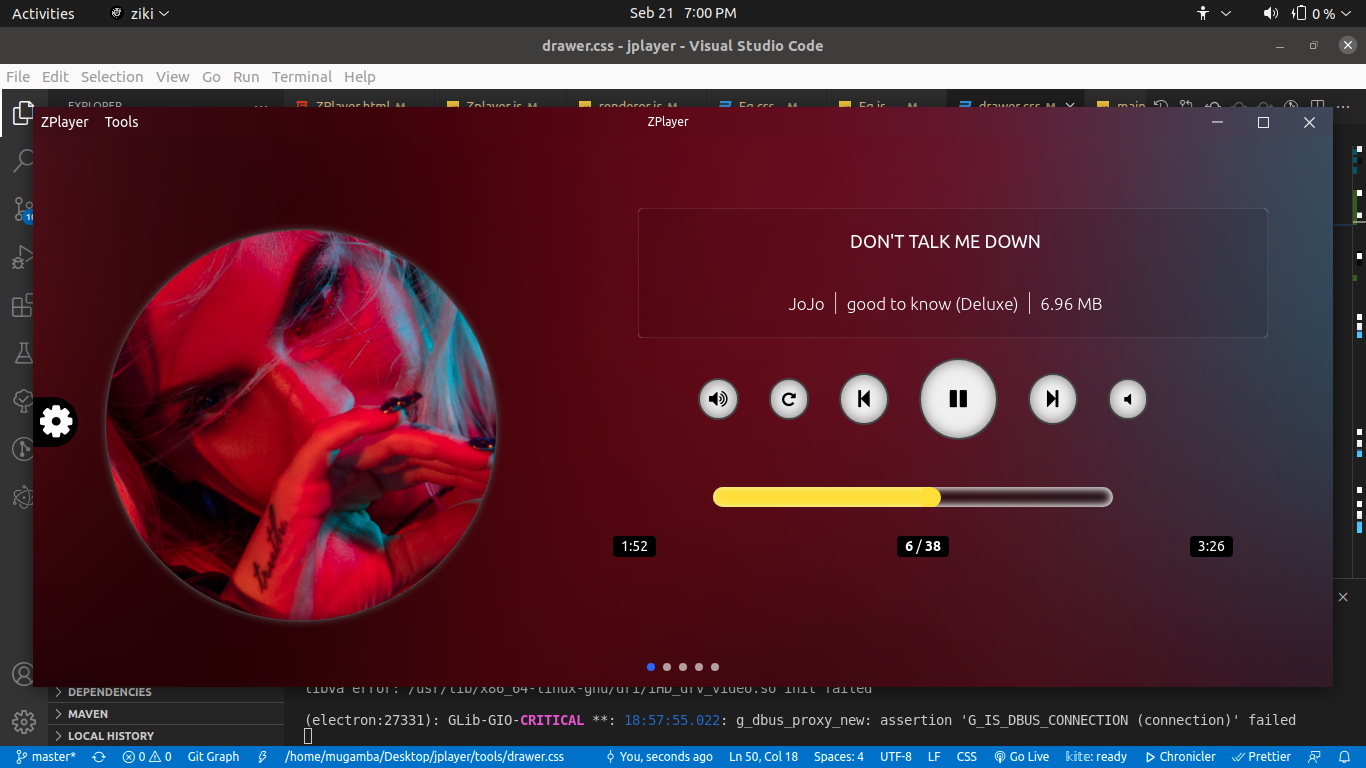 Activities ziki Seb 21 7:00 PM 0 %
drawer.css - jplayer - Visual Studio Code
File Edit Selection View Go Run Terminal Help
EXPLORER ZPlayer.html M Zplayer.js M renderer.js M Eq.css M Eq.js M drawer.css M main
ZPlayer Tools ZPlayer
DON'T TALK ME DOWN
JoJo good to know (Deluxe) 6.96 MB
truth
1:52 6 / 38 3:26
DEPENDENCIES
MAVEN
LOCAL HISTORY
libva error: /usr/lib/x86_64-linux-gnu/dri/iHD_drv_video.so init failed
(electron:27331): GLib-GIO-CRITICAL **: 18:57:55.022: g_dbus_proxy_new: assertion 'G_IS_DBUS_CONNECTION (connection)' failed
master* 0 0 Git Graph /home/mugamba/Desktop/jplayer/tools/drawer.css You, seconds ago Ln 50, Col 18 Spaces: 4 UTF-8 LF CSS Go Live kite: ready Chronicler Prettier